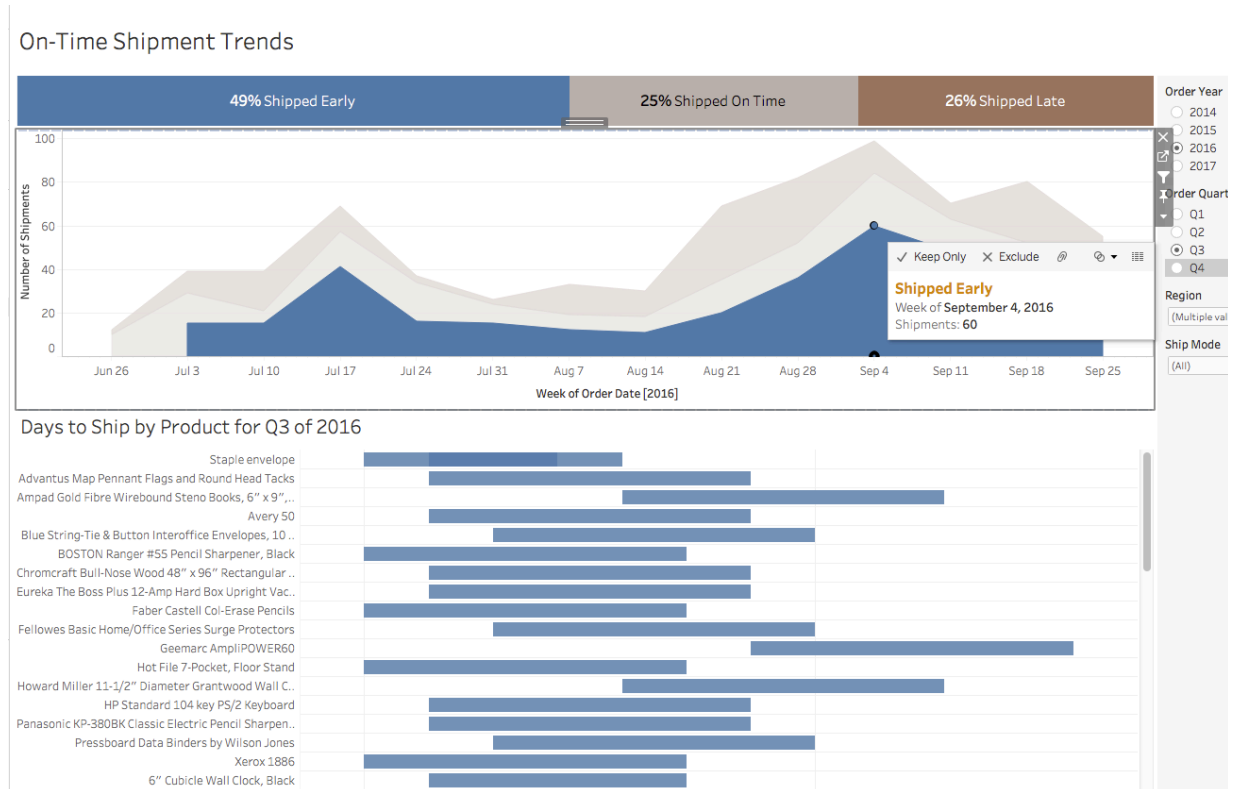 On-Time Shipment Trends
49% Shipped Early
25% Shipped On Time
26% Shipped Late
Order Year
2014
2015
2016
2017
Order Quart
Q1
Q2
Q3
Q4
Region
(Multiple val
Ship Mode
(All)
Number of Shipments
100
80
60
40
20
0
Keep Only
Exclude
Shipped Early
Week of September 4, 2016
Shipments: 60
Jun 26 Jul 3 Jul 10 Jul 17 Jul 24 Jul 31 Aug 7 Aug 14 Aug 21 Aug 28 Sep 4 Sep 11 Sep 18 Sep 25
Week of Order Date [2016]
Days to Ship by Product for Q3 of 2016
Staple envelope
Advantus Map Pennant Flags and Round Head Tacks
Ampad Gold Fibre Wirebound Steno Books, 6" x 9",..
Avery 50
Blue String-Tie & Button Interoffice Envelopes, 10 ..
BOSTON Ranger #55 Pencil Sharpener, Black
Chromcraft Bull-Nose Wood 48" x 96" Rectangular ..
Eureka The Boss Plus 12-Amp Hard Box Upright Vac..
Faber Castell Col-Erase Pencils
Fellowes Basic Home/Office Series Surge Protectors
Geemarc AmpliPOWER60
Hot File 7-Pocket, Floor Stand
Howard Miller 11-1/2" Diameter Grantwood Wall C..
HP Standard 104 key PS/2 Keyboard
Panasonic KP-380BK Classic Electric Pencil Sharpen..
Pressboard Data Binders by Wilson Jones
Xerox 1886
6" Cubicle Wall Clock, Black